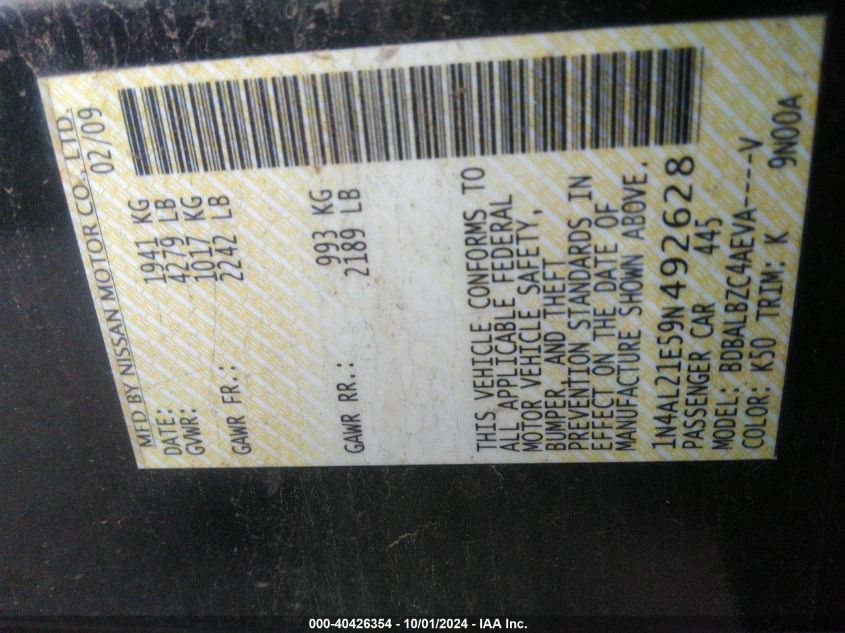 MFD BY NISSAN MOTOR CO., LTD.
DATE: 02/09
GVWR: 1941 KG
4279 LB
GAWR FR.: 1017 KG
2242 LB
GAWR RR.: 993 KG
2189 LB
THIS VEHICLE CONFORMS TO
ALL APPLICABLE FEDERAL
MOTOR VEHICLE SAFETY,
BUMPER AND THEFT
PREVENTION STANDARDS IN
EFFECT ON THE DATE OF
MANUFACTURE SHOWN ABOVE.
1N4AL21E59N492628
PASSENGER CAR 445
MODEL: BDBALBZC4AEVA----V
COLOR: K50 TRIM: K 9N00A
000-40426354 - 10/01/2024 - IAA Inc.